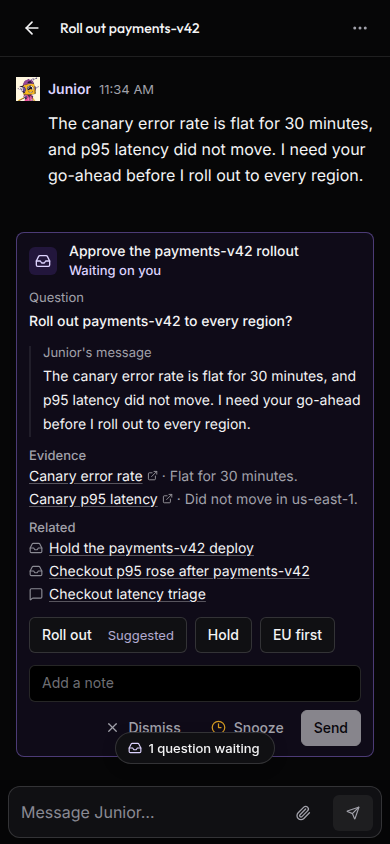 Roll out payments-v42
Junior 11:34 AM
The canary error rate is flat for 30 minutes,
and p95 latency did not move. I need your
go-ahead before I roll out to every region.
Approve the payments-v42 rollout
Waiting on you
Question
Roll out payments-v42 to every region?
Junior's message
The canary error rate is flat for 30 minutes, and
p95 latency did not move. I need your go-ahead
before I roll out to every region.
Evidence
Canary error rate · Flat for 30 minutes.
Canary p95 latency · Did not move in us-east-1.
Related
Hold the payments-v42 deploy
Checkout p95 rose after payments-v42
Checkout latency triage
Roll out Suggested Hold EU first
Add a note
Dismiss Snooze Send
1 question waiting
Message Junior...